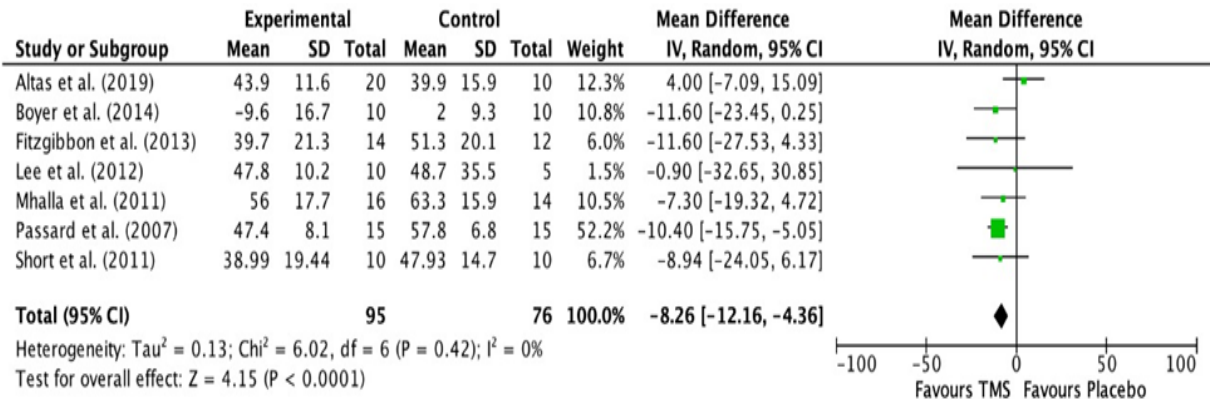 Experimental Control Mean Difference Mean Difference
Study or Subgroup Mean SD Total Mean SD Total Weight IV, Random, 95% CI IV, Random, 95% CI
Altas et al. (2019) 43.9 11.6 20 39.9 15.9 10 12.3% 4.00 [-7.09, 15.09]
Boyer et al. (2014) -9.6 16.7 10 2 9.3 10 10.8% -11.60 [-23.45, 0.25]
Fitzgibbon et al. (2013) 39.7 21.3 14 51.3 20.1 12 6.0% -11.60 [-27.53, 4.33]
Lee et al. (2012) 47.8 10.2 10 48.7 35.5 5 1.5% -0.90 [-32.65, 30.85]
Mhalla et al. (2011) 56 17.7 16 63.3 15.9 14 10.5% -7.30 [-19.32, 4.72]
Passard et al. (2007) 47.4 8.1 15 57.8 6.8 15 52.2% -10.40 [-15.75, -5.05]
Short et al. (2011) 38.99 19.44 10 47.93 14.7 10 6.7% -8.94 [-24.05, 6.17]
Total (95% CI) 95 76 100.0% -8.26 [-12.16, -4.36]
Heterogeneity: Tau² = 0.13; Chi² = 6.02, df = 6 (P = 0.42); I² = 0%
Test for overall effect: Z = 4.15 (P < 0.0001)
-100 -50 0 50 100
Favours TMS Favours Placebo